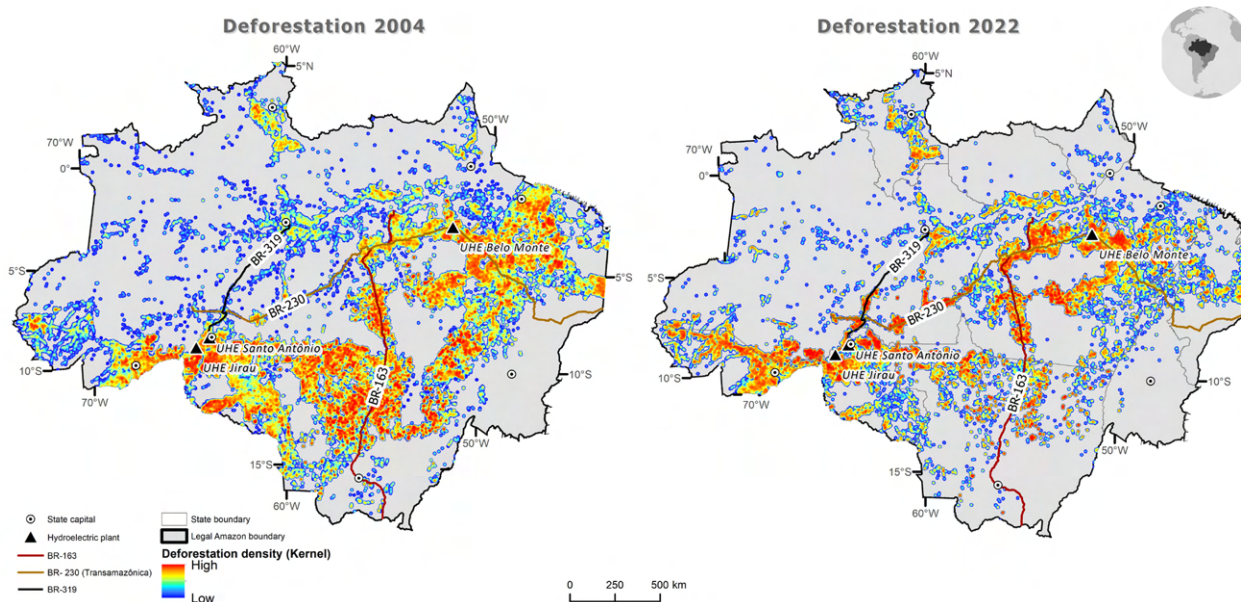 Deforestation 2004
60°W
5°N
50°W
70°W
0°
BR-319
UHE Belo Monte
5°S
5°S
BR-230
UHE Santo Antônio
UHE Jirau
BR-163
10°S
10°S
70°W
50°W
15°S
60°W
Deforestation 2022
60°W
5°N
50°W
70°W
0°
BR-319
UHE Belo Monte
5°S
5°S
BR-230
UHE Santo Antônio
UHE Jirau
BR-163
10°S
10°S
70°W
50°W
15°S
60°W
State capital
Hydroelectric plant
BR-163
BR- 230 (Transamazônica)
BR-319
State boundary
Legal Amazon boundary
Deforestation density (Kernel)
High
Low
0 250 500 km